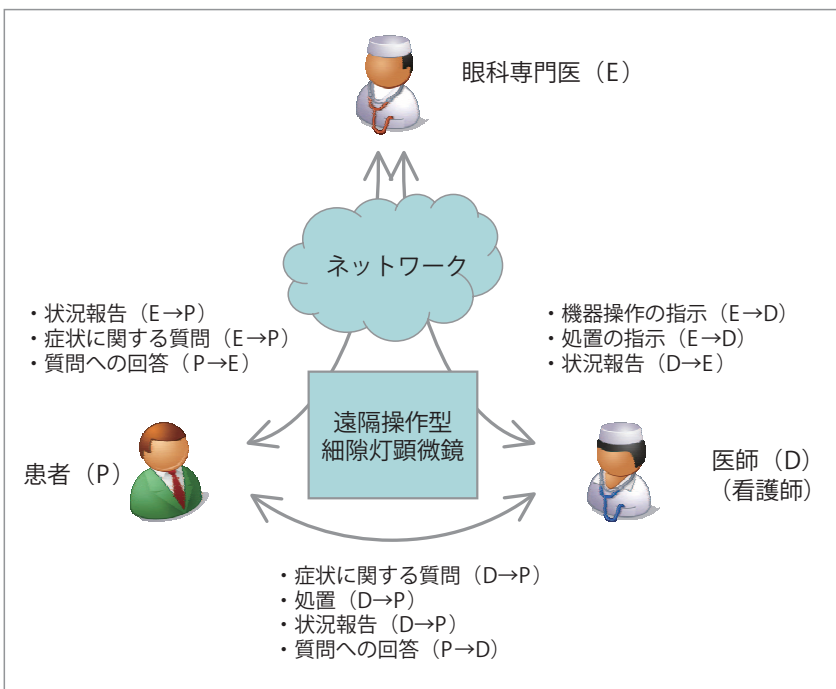 眼科専門医（E）
ネットワーク
・状況報告（E→P）
・症状に関する質問（E→P）
・質問への回答（P→E）
・機器操作の指示（E→D）
・処置の指示（E→D）
・状況報告（D→E）
遠隔操作型
細隙灯顕微鏡
患者（P）
医師（D）
（看護師）
・症状に関する質問（D→P）
・処置（D→P）
・状況報告（D→P）
・質問への回答（P→D）